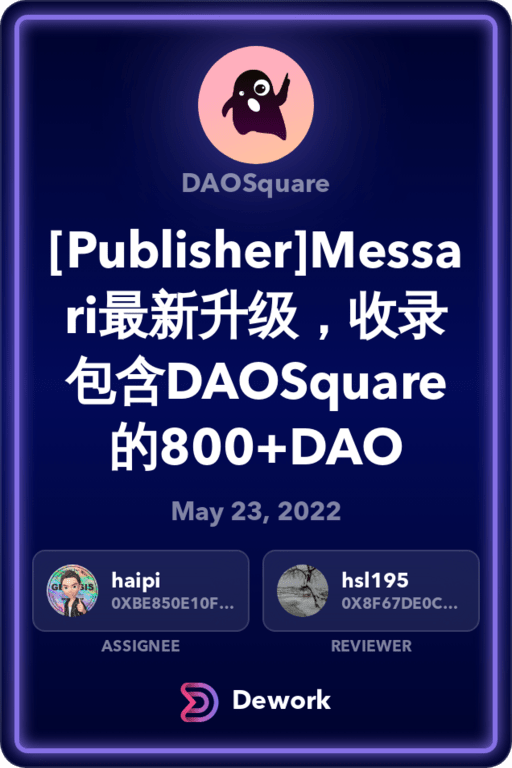 DAOSquare
[Publisher]Messa
ri最新升级，收录
包含DAOSquare
的800+DAO
May 23, 2022
haipi
0XBE850E10F...
hsl195
0X8F67DE0C...
ASSIGNEE
REVIEWER
Dework